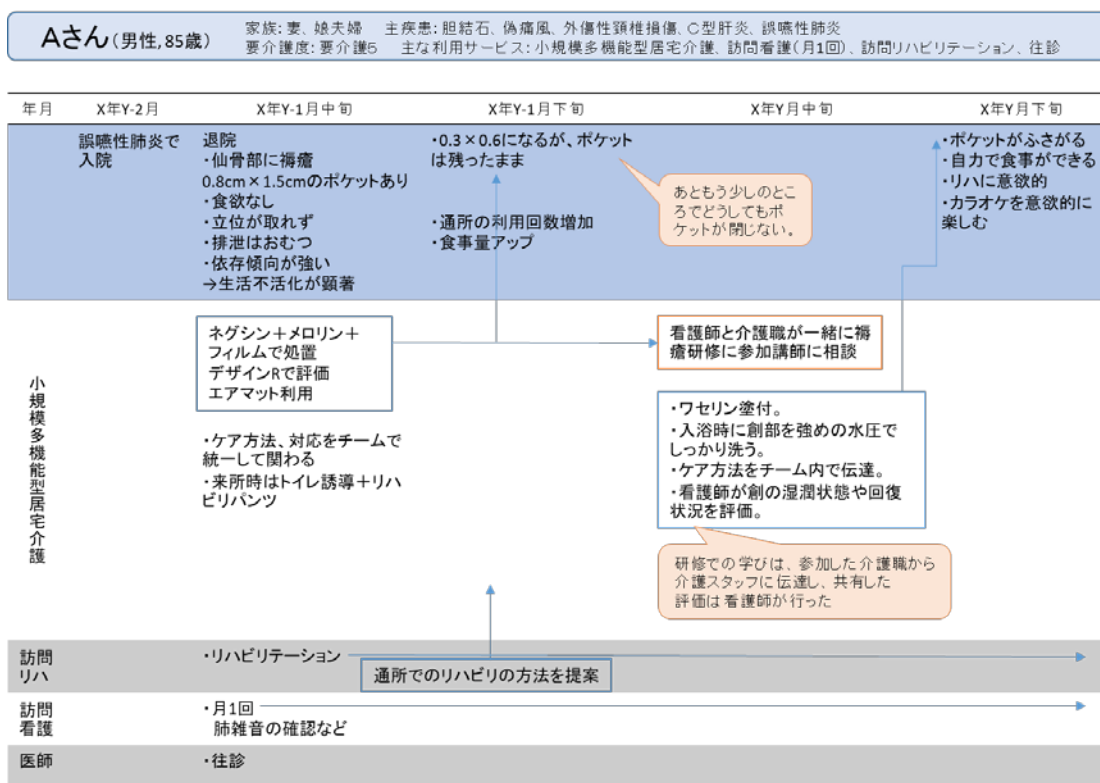 Aさん(男性,85歳)
家族:妻、娘夫婦 主疾患:胆結石、偽痛風、外傷性頸椎損傷、C型肝炎、誤嚥性肺炎
要介護度:要介護5 主な利用サービス:小規模多機能型居宅介護、訪問看護(月1回)、訪問リハビリテーション、往診
年月 X年Y-2月 X年Y-1月中旬 X年Y-1月下旬 X年Y月中旬 X年Y月下旬
誤嚥性肺炎で
入院
退院
・仙骨部に褥瘡
0.8cm×1.5cmのポケットあり
・食欲なし
・立位が取れず
・排泄はおむつ
・依存傾向が強い
→生活不活化が顕著
・0.3×0.6になるが、ポケット
は残ったまま
・通所の利用回数増加
・食事量アップ
あともう少しのとこ
ろでどうしてもポ
ケットが閉じない。
・ポケットがふさがる
・自力で食事ができる
・リハに意欲的
・カラオケを意欲的に
楽しむ
小規模多機能型居宅介護
ネグシン+メロリン+
フィルムで処置
デザインRで評価
エアマット利用
・ケア方法、対応をチームで
統一して関わる
・来所時はトイレ誘導+リハ
ビリパンツ
看護師と介護職が一緒に褥
瘡研修に参加講師に相談
・ワセリン塗付。
・入浴時に創部を強めの水圧で
しっかり洗う。
・ケア方法をチーム内で伝達。
・看護師が創の湿潤状態や回復
状況を評価。
研修での学びは、参加した介護職から
介護スタッフに伝達し、共有した
評価は看護師が行った
訪問
リハ
・リハビリテーション
通所でのリハビリの方法を提案
訪問
看護
・月1回
肺雑音の確認など
医師
・往診